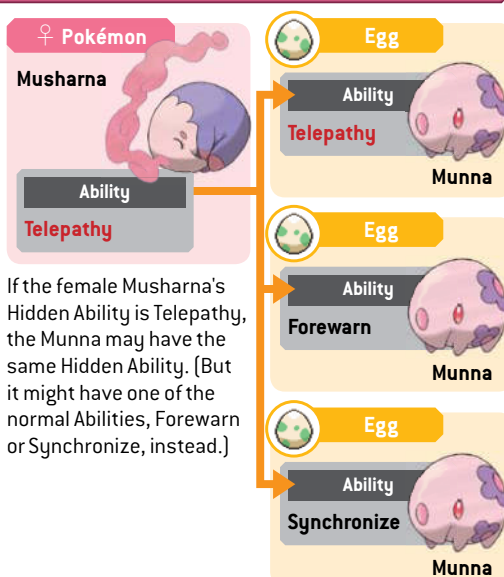 ♀ Pokémon
Musharna
Ability
Telepathy
If the female Musharna's
Hidden Ability is Telepathy,
the Munna may have the
same Hidden Ability. (But
it might have one of the
normal Abilities, Forewarn
or Synchronize, instead.)
Egg
Ability
Telepathy
Munna
Egg
Ability
Forewarn
Munna
Egg
Ability
Synchronize
Munna